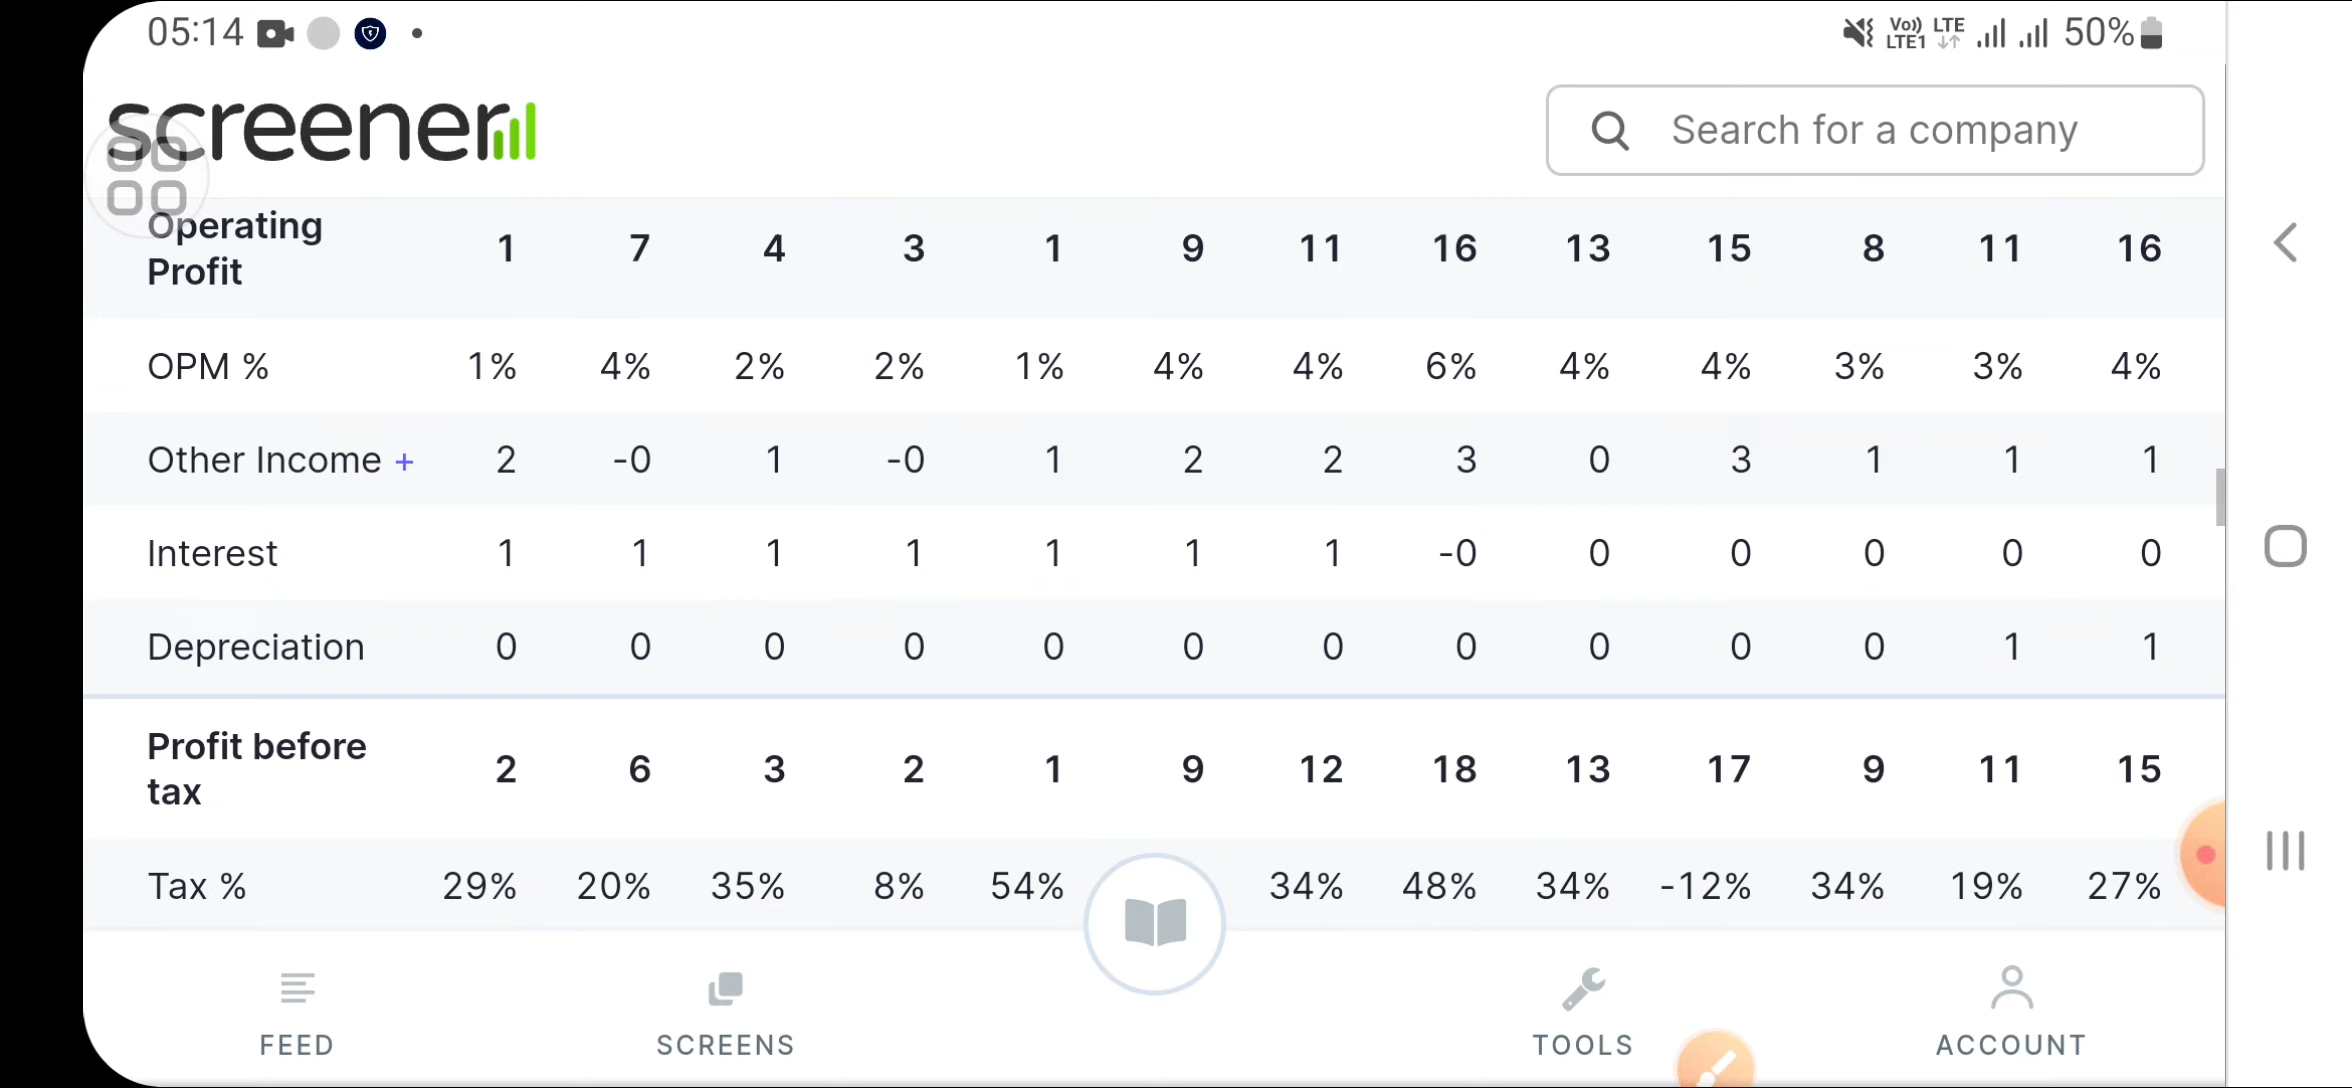 05:14 Vo)) LTE1 LTE 50%
screener Search for a company
Operating Profit 1 7 4 3 1 9 11 16 13 15 8 11 16
OPM % 1% 4% 2% 2% 1% 4% 4% 6% 4% 4% 3% 3% 4%
Other Income + 2 -0 1 -0 1 2 2 3 0 3 1 1 1
Interest 1 1 1 1 1 1 1 -0 0 0 0 0 0
Depreciation 0 0 0 0 0 0 0 0 0 0 0 1 1
Profit before tax 2 6 3 2 1 9 12 18 13 17 9 11 15
Tax % 29% 20% 35% 8% 54% 34% 48% 34% -12% 34% 19% 27%
FEED SCREENS TOOLS ACCOUNT